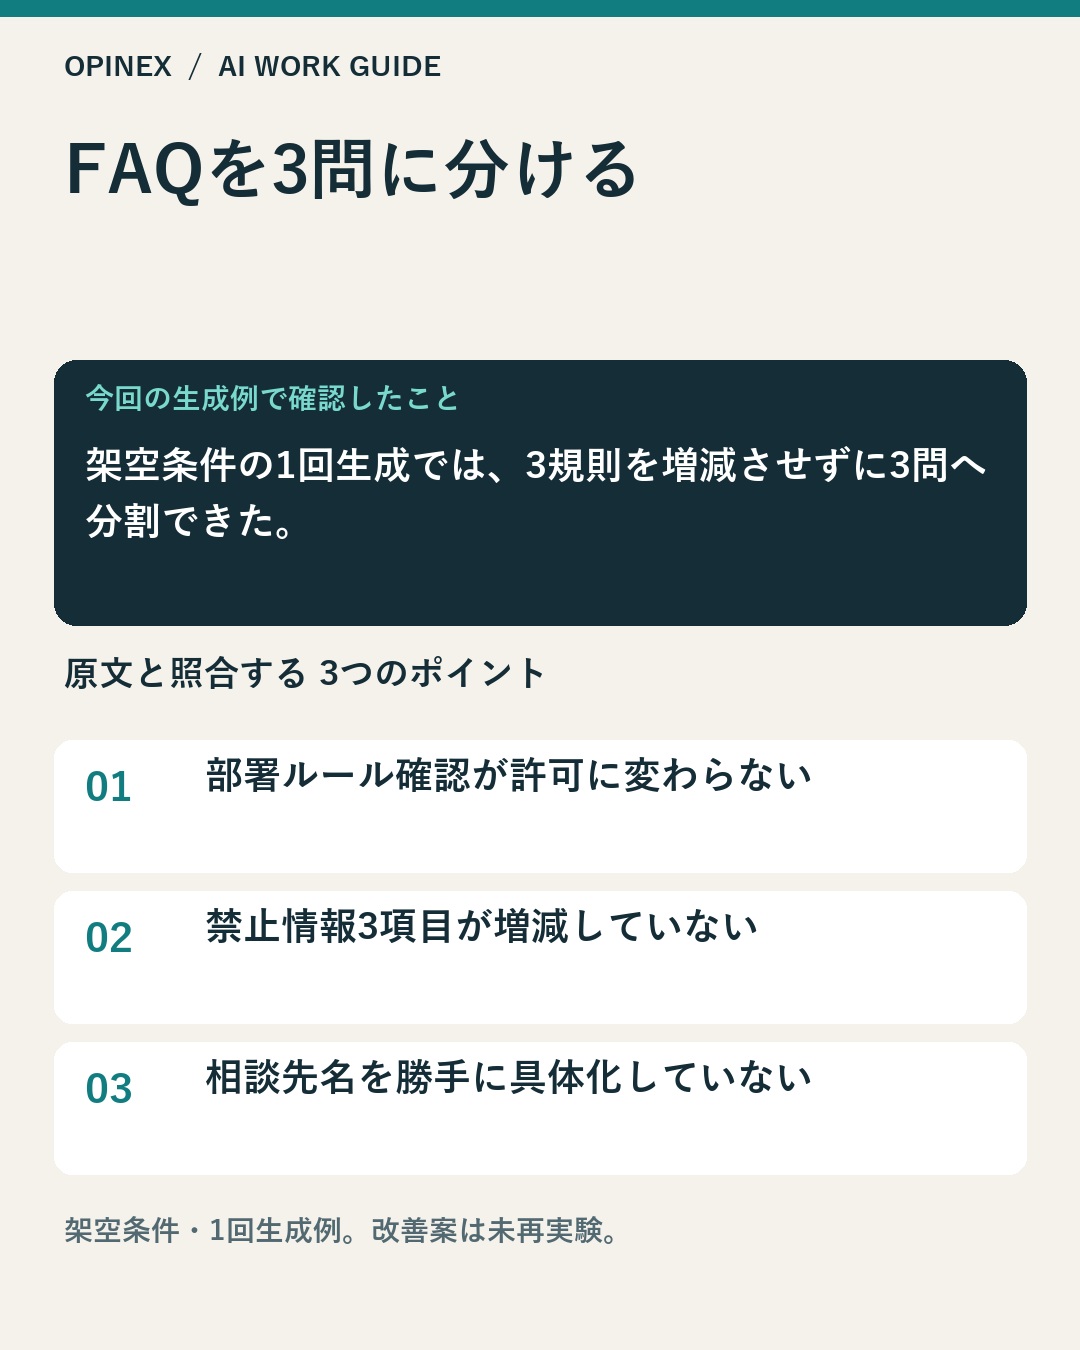 OPINEX / AI WORK GUIDE
FAQを3問に分ける
今回の生成例で確認したこと
架空条件の1回生成では、3規則を増減させずに3問へ
分割できた。
原文と照合する 3つのポイント
01 部署ルール確認が許可に変わらない
02 禁止情報3項目が増減していない
03 相談先名を勝手に具体化していない
架空条件・1回生成例。改善案は未再実験。